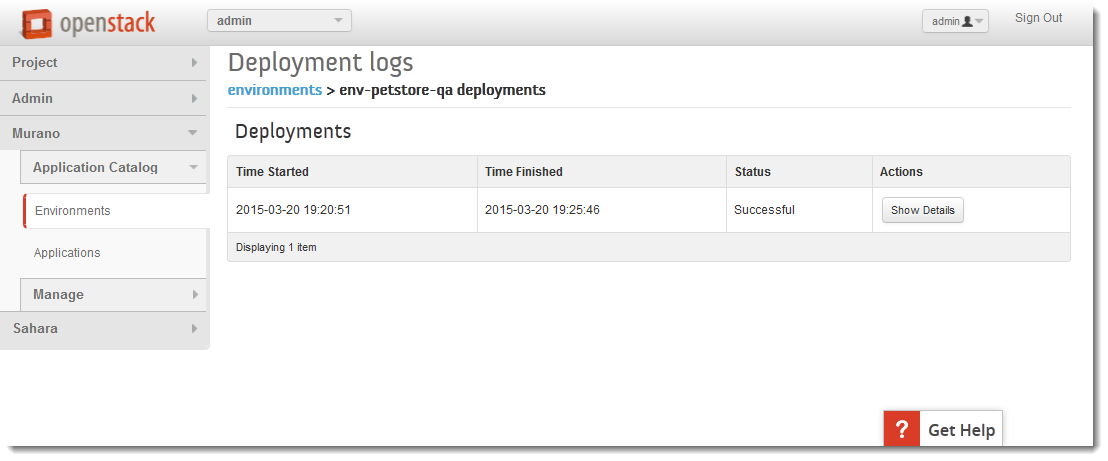 openstack
admin
admin
Sign Out
Project
Admin
Murano
Application Catalog
Environments
Applications
Manage
Sahara
Deployment logs
environments > env-petstore-qa deployments
Deployments
Time Started Time Finished Status Actions
2015-03-20 19:20:51 2015-03-20 19:25:46 Successful Show Details
Displaying 1 item
? Get Help